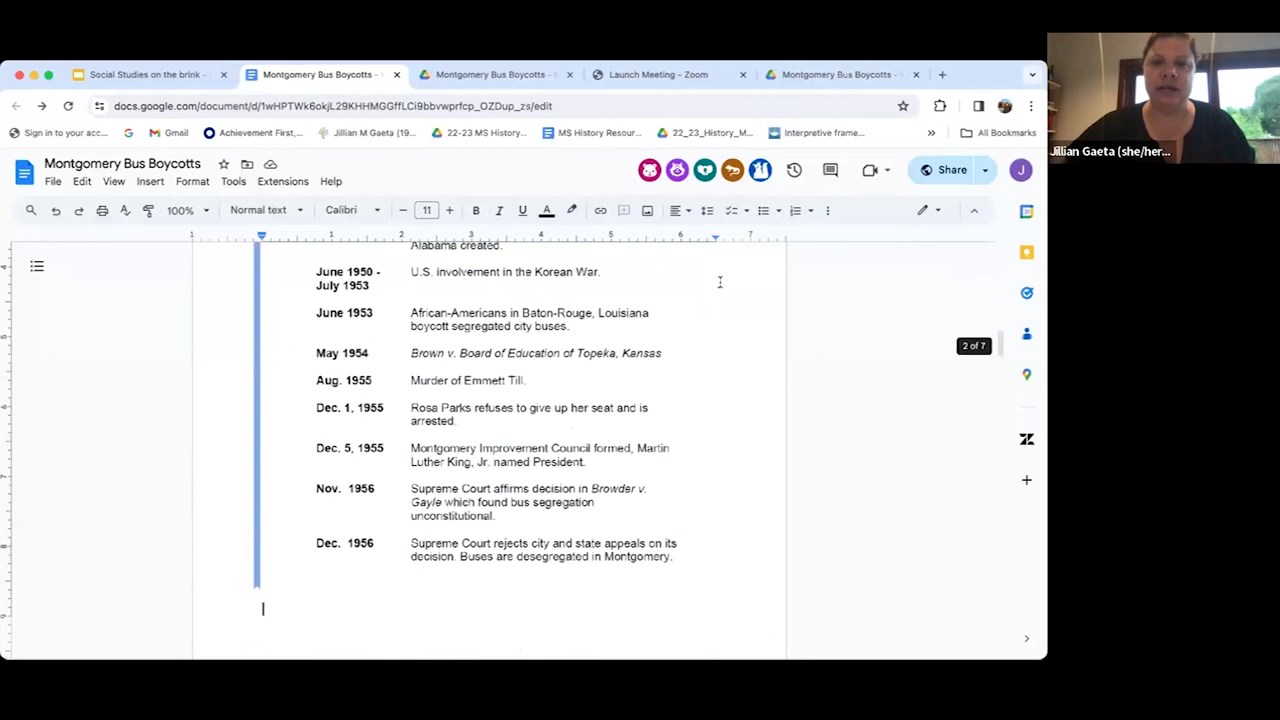 Social Studies on the brink -
Montgomery Bus Boycotts -
Montgomery Bus Boycotts -
Launch Meeting - Zoom
Montgomery Bus Boycotts -
docs.google.com/document/d/1wHPTWk6okjL29KHHMGGffLCi9bbvwprfcp_OZDup_zs/edit
Sign in to your acc...
Gmail
Achievement First,...
Jillian M Gaeta (19...
22-23 MS History...
MS History Resour...
22_23_History_M...
Interpretive frame...
All Bookmarks
Montgomery Bus Boycotts
Share
J
File Edit View Insert Format Tools Extensions Help
100% Normal text Calibri 11 B I U A
1 1 2 3 4 5 6 7
Alabama created.
June 1950 - U.S. involvement in the Korean War.
July 1953
June 1953 African-Americans in Baton-Rouge, Louisiana
boycott segregated city buses.
May 1954 Brown v. Board of Education of Topeka, Kansas
Aug. 1955 Murder of Emmett Till.
Dec. 1, 1955 Rosa Parks refuses to give up her seat and is
arrested.
Dec. 5, 1955 Montgomery Improvement Council formed, Martin
Luther King, Jr. named President.
Nov. 1956 Supreme Court affirms decision in Browder v.
Gayle which found bus segregation
unconstitutional.
Dec. 1956 Supreme Court rejects city and state appeals on its
decision. Buses are desegregated in Montgomery.
2 of 7
Jillian Gaeta (she/her...